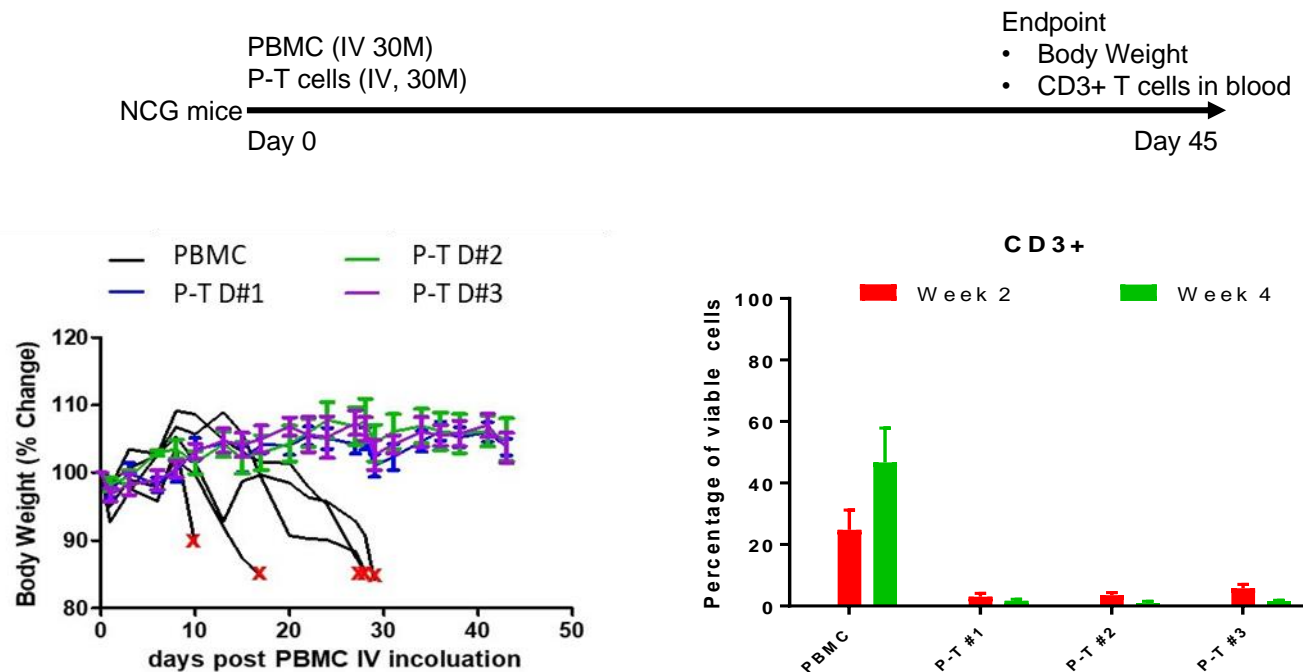 PBMC (IV 30M)
P-T cells (IV, 30M)
Endpoint
• Body Weight
• CD3+ T cells in blood
NCG mice
Day 0
Day 45
PBMC
P-T D#2
P-T D#1
P-T D#3
Body Weight (% Change)
120
110
100
90
80
0
10
20
30
40
50
days post PBMC IV incoluation
x
x
x
x
x
CD3+
Week 2
Week 4
Percentage of viable cells
100
80
60
40
20
0
PBMC
P-T #1
P-T #2
P-T #3